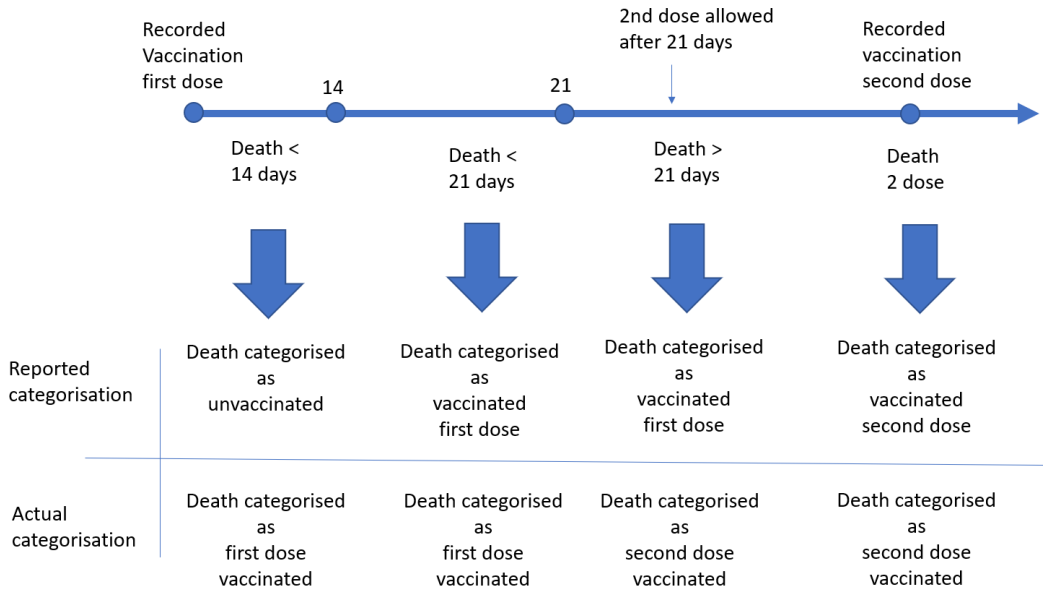 Recorded
Vaccination
first dose
14
21
2nd dose allowed
after 21 days
Recorded
vaccination
second dose
Death <
14 days
Death <
21 days
Death >
21 days
Death
2 dose
Reported
categorisation
Death categorised
as
unvaccinated
Death categorised
as
vaccinated
first dose
Death categorised
as
vaccinated
first dose
Death categorised
as
vaccinated
second dose
Actual
categorisation
Death categorised
as
first dose
vaccinated
Death categorised
as
first dose
vaccinated
Death categorised
as
second dose
vaccinated
Death categorised
as
second dose
vaccinated